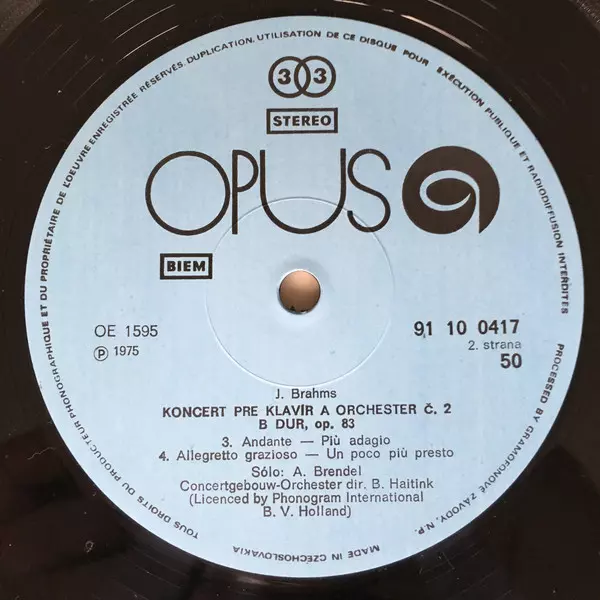 TOUS DROITS DU PRODUCTEUR PHONOGRAPHIQUE ET DU PROPRIÉTAIRE DE L'OEUVRE ENREGISTRÉE RÉSERVÉS. DUPLICATION, UTILISATION DE CE DISQUE POUR EXÉCUTION PUBLIQUE ET RADIODIFFUSION INTERDITES
PROCESSED BY GRAMOFONOVÉ ZÁVODY, N.P.
33
STEREO
OPUS
BIEM
OE 1595
91 10 0417
℗ 1975
2. strana
50
J. Brahms
KONCERT PRE KLAVÍR A ORCHESTER Č. 2
B DUR, op. 83
3. Andante — Più adagio
4. Allegretto grazioso — Un poco più presto
Sólo: A. Brendel
Concertgebouw-Orchester dir. B. Haitink
(Licenced by Phonogram International
B. V. Holland)
MADE IN CZECHOSLOVAKIA